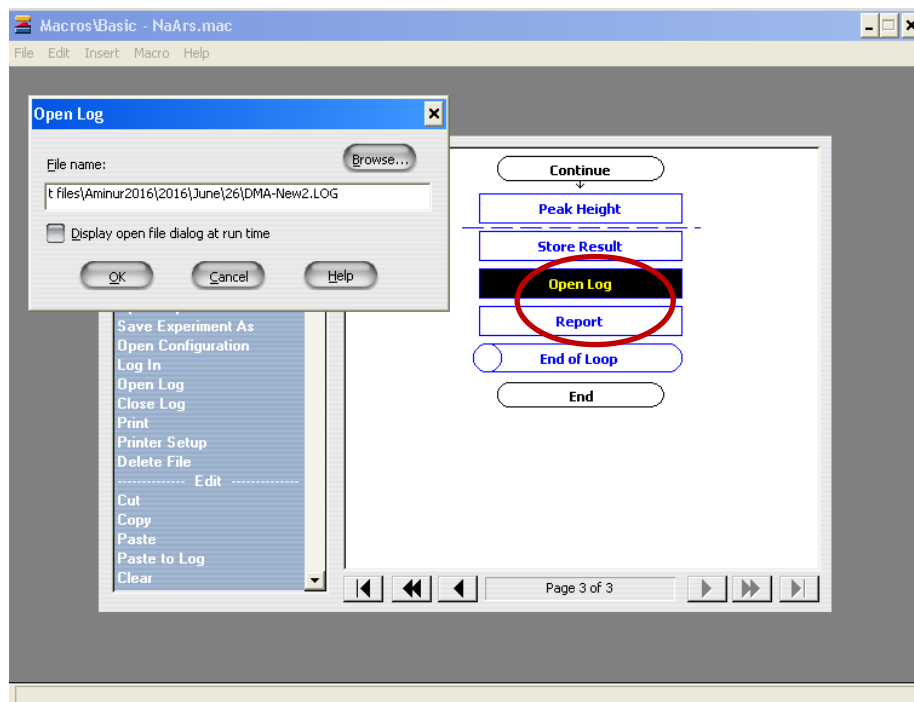 Macros\Basic - NaArs.mac
File Edit Insert Macro Help
Open Log
File name:
Browse...
t files\Aminur2016\2016\June\26\DMA-New2.LOG
Display open file dialog at run time
OK Cancel Help
Save Experiment As
Open Configuration
Log In
Open Log
Close Log
Print
Printer Setup
Delete File
-------------- Edit --------------
Cut
Copy
Paste
Paste to Log
Clear
Continue
Peak Height
Store Result
Open Log
Report
End of Loop
End
Page 3 of 3